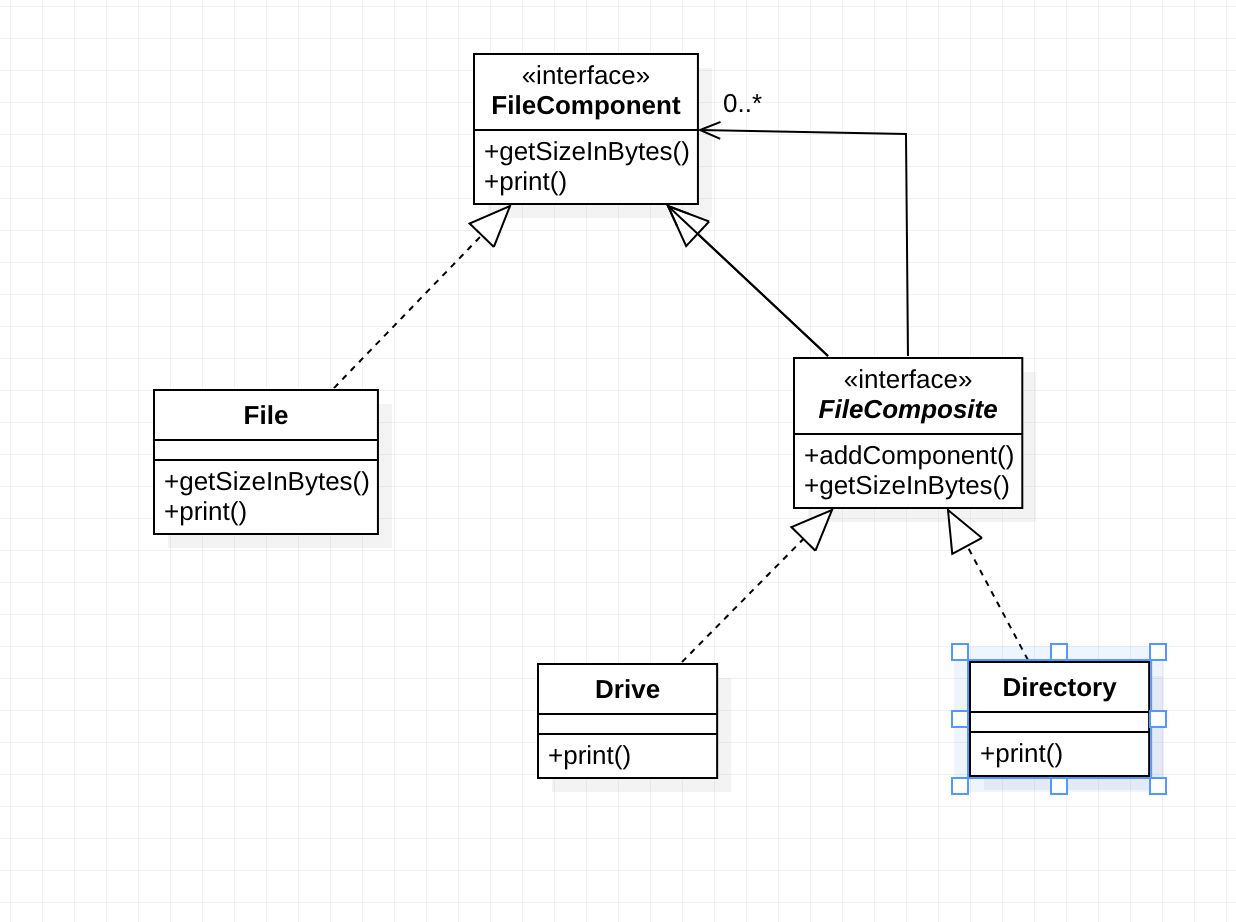 «interface»
FileComponent
0..*
+getSizeInBytes()
+print()
«interface»
FileComposite
+addComponent()
+getSizeInBytes()
File
+getSizeInBytes()
+print()
Drive
+print()
Directory
+print()